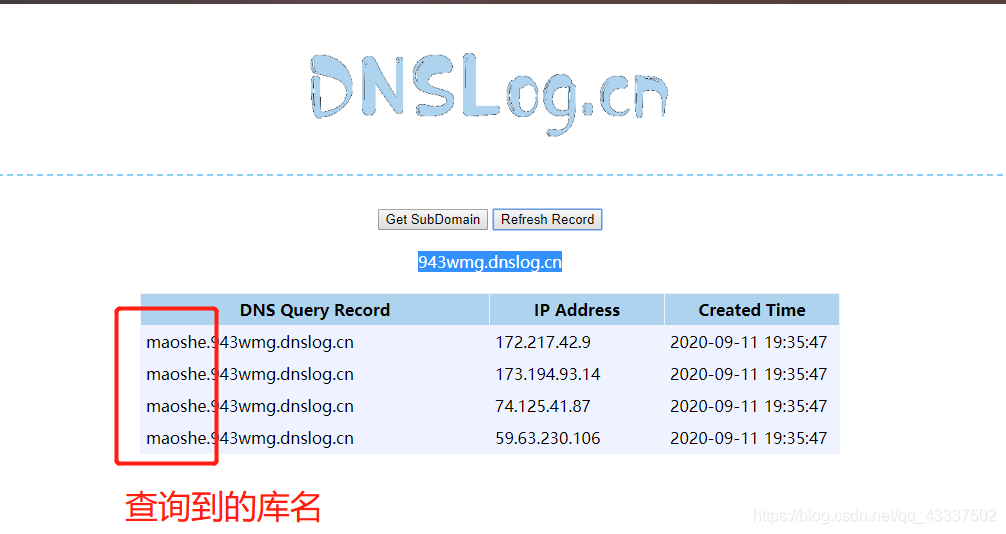 DNSLog.cn
Get SubDomain Refresh Record
943wmg.dnslog.cn
DNS Query Record IP Address Created Time
maoshe.943wmg.dnslog.cn 172.217.42.9 2020-09-11 19:35:47
maoshe.943wmg.dnslog.cn 173.194.93.14 2020-09-11 19:35:47
maoshe.943wmg.dnslog.cn 74.125.41.87 2020-09-11 19:35:47
maoshe.943wmg.dnslog.cn 59.63.230.106 2020-09-11 19:35:47
查询到的库名
https://blog.csdn.net/qq_43337502